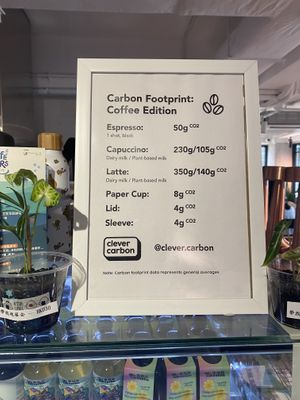 Carbon Footprint:
Coffee Edition
Espresso: 50g CO2
1 shot, black
Capuccino: 230g/105g CO2
Dairy milk / Plant-based milk
Latte: 350g/140g CO2
Dairy milk / Plant-based milk
Paper Cup: 8g CO2
Lid: 4g CO2
Sleeve: 4g CO2
clever
carbon
@clever.carbon
Note: Carbon footprint data represents general averages